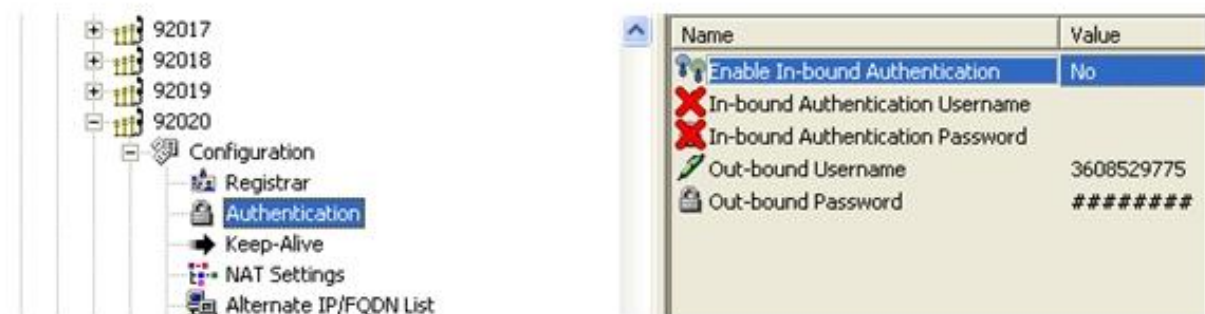 92017
92018
92019
92020
Configuration
Registrar
Authentication
Keep-Alive
NAT Settings
Alternate IP/FQDN List
Name Value
Enable In-bound Authentication No
In-bound Authentication Username
In-bound Authentication Password
Out-bound Username 3608529775
Out-bound Password ########